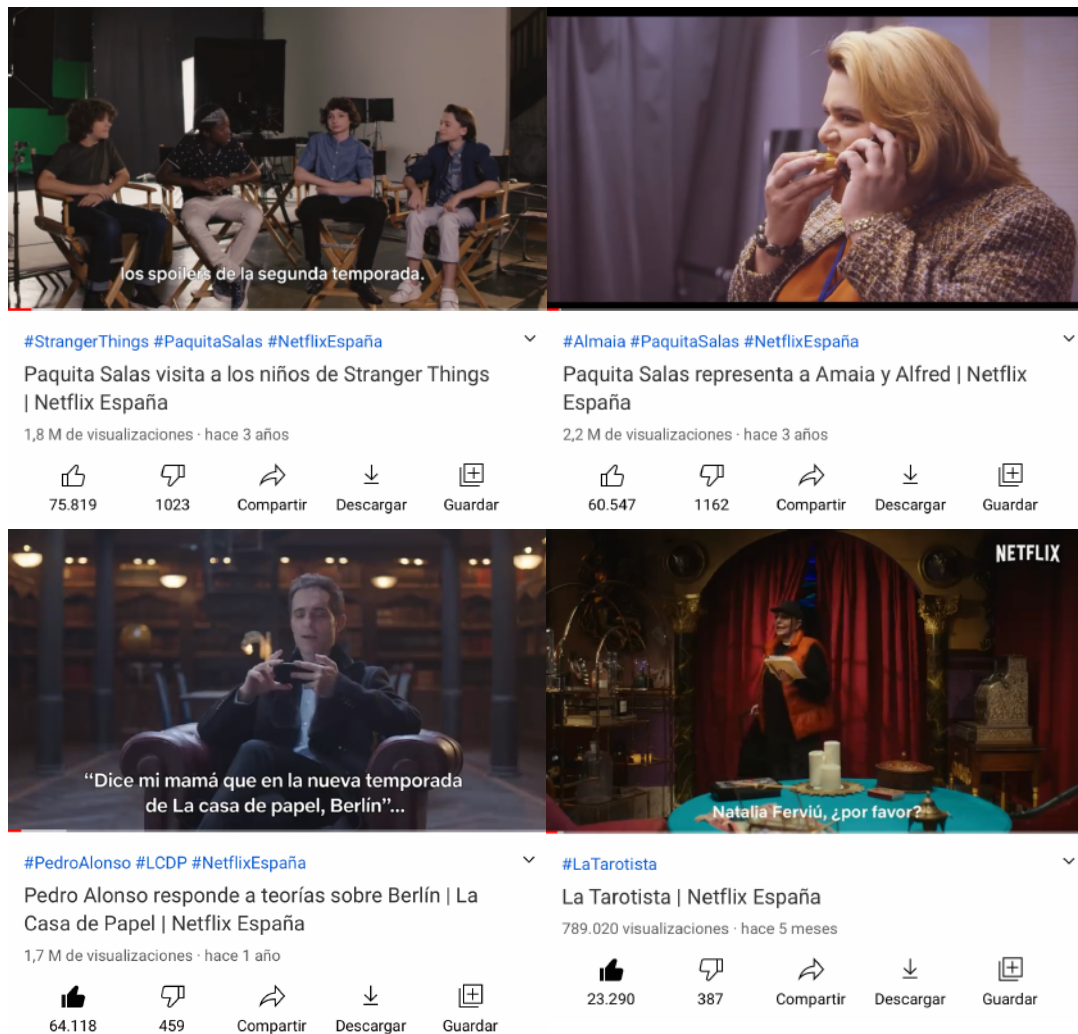 los spoilers de la segunda temporada.
#StrangerThings #PaquitaSalas #NetflixEspaña
Paquita Salas visita a los niños de Stranger Things
| Netflix España
1,8 M de visualizaciones · hace 3 años
75.819
1023
Compartir
Descargar
Guardar
#Almaia #PaquitaSalas #NetflixEspaña
Paquita Salas representa a Amaia y Alfred | Netflix
España
2,2 M de visualizaciones · hace 3 años
60.547
1162
Compartir
Descargar
Guardar
“Dice mi mamá que en la nueva temporada
de La casa de papel, Berlín”...
#PedroAlonso #LCDP #NetflixEspaña
Pedro Alonso responde a teorías sobre Berlín | La
Casa de Papel | Netflix España
1,7 M de visualizaciones · hace 1 año
64.118
459
Compartir
Descargar
Guardar
NETFLIX
Natalia Ferviú, ¿por favor?
#LaTarotista
La Tarotista | Netflix España
789.020 visualizaciones · hace 5 meses
23.290
387
Compartir
Descargar
Guardar